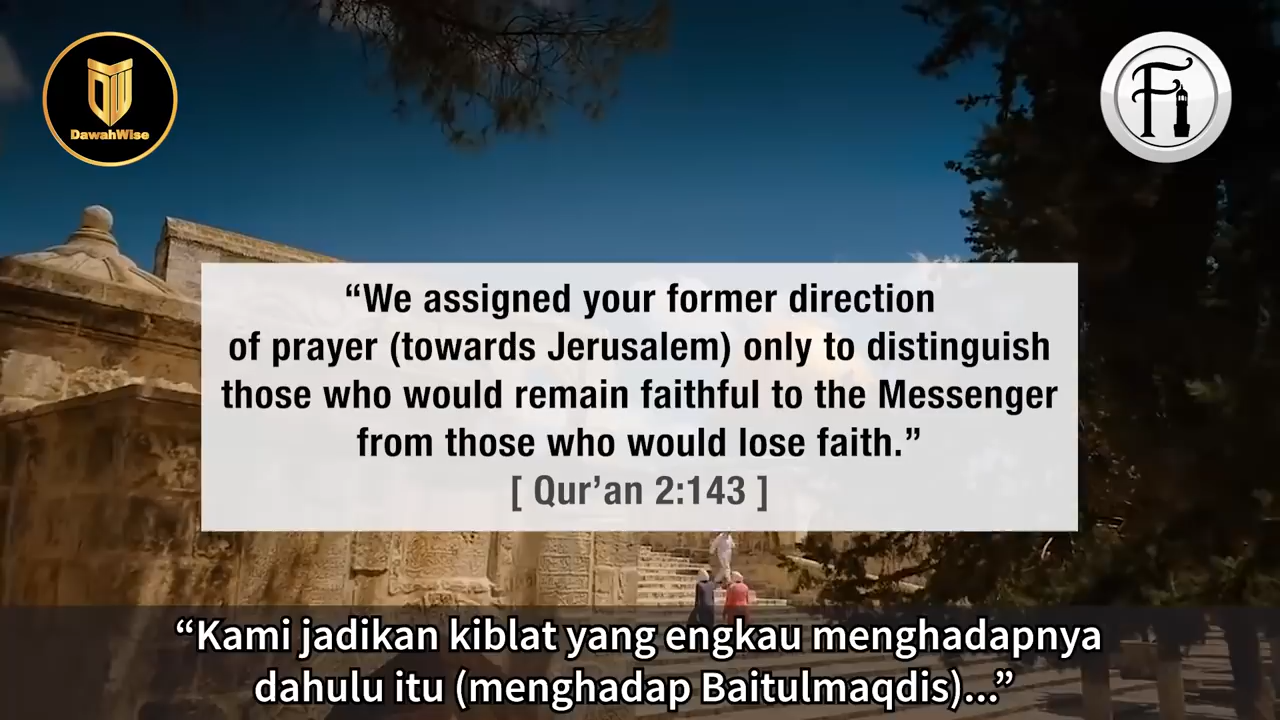 DawahWise
Fi
“We assigned your former direction
of prayer (towards Jerusalem) only to distinguish
those who would remain faithful to the Messenger
from those who would lose faith.”
[ Qur’an 2:143 ]
“Kami jadikan kiblat yang engkau menghadapnya
dahulu itu (menghadap Baitulmaqdis)...”